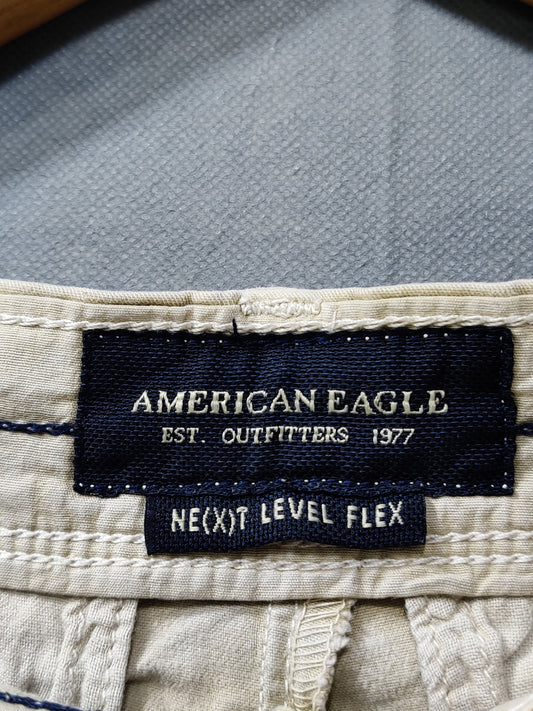 AMERICAN EAGLE
EST. OUTFITTERS 1977
NE(X)T LEVEL FLEX